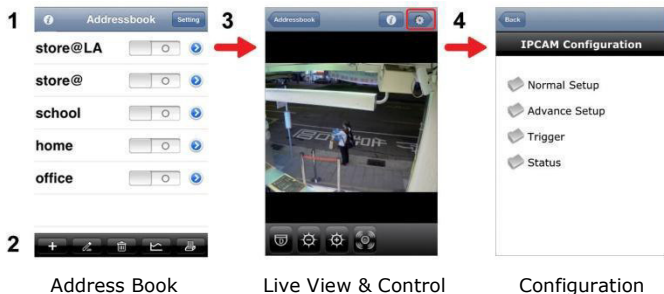 1
Addressbook
Setting
store@LA
store@
school
home
office
2
Address Book
3
Addressbook
Live View & Control
4
Back
IPCAM Configuration
Normal Setup
Advance Setup
Trigger
Status
Configuration